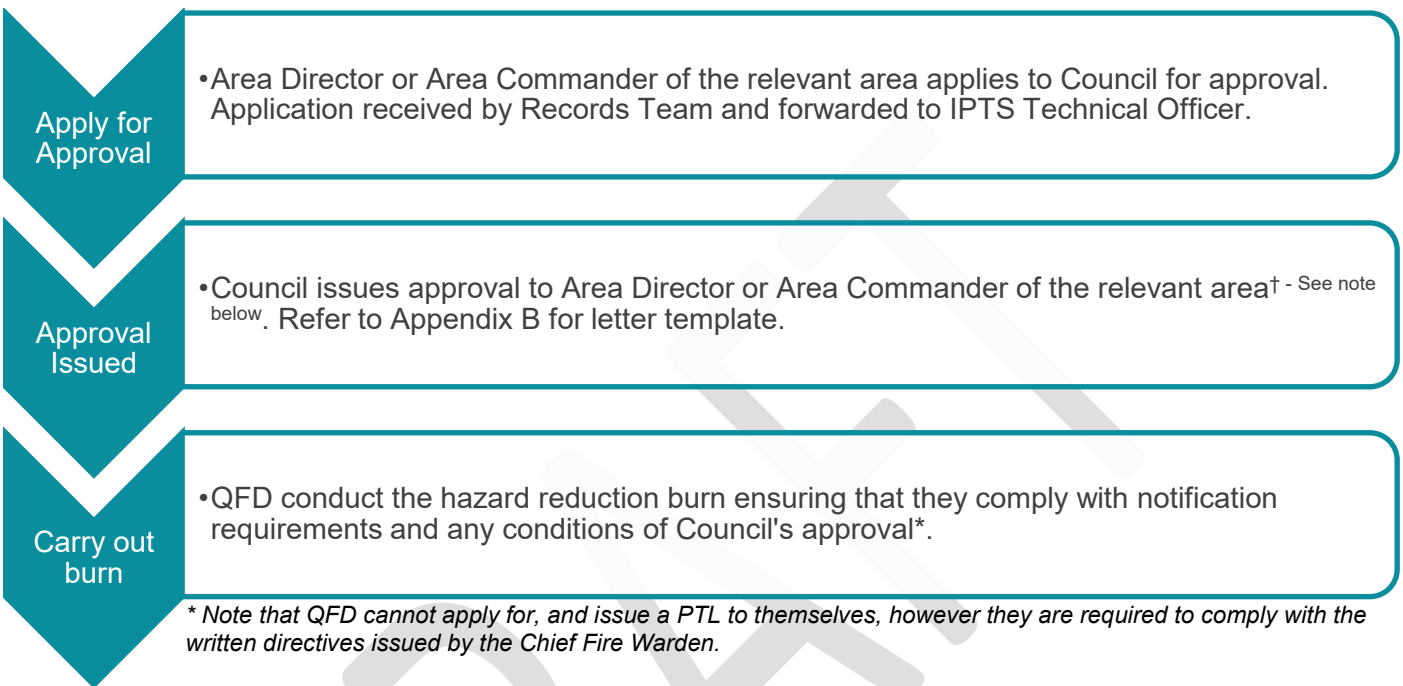 Apply for
Approval
•Area Director or Area Commander of the relevant area applies to Council for approval.
Application received by Records Team and forwarded to IPTS Technical Officer.
Approval
Issued
•Council issues approval to Area Director or Area Commander of the relevant area† - See note
below. Refer to Appendix B for letter template.
Carry out
burn
•QFD conduct the hazard reduction burn ensuring that they comply with notification
requirements and any conditions of Council's approval*.
* Note that QFD cannot apply for, and issue a PTL to themselves, however they are required to comply with the
written directives issued by the Chief Fire Warden.
DRAFT